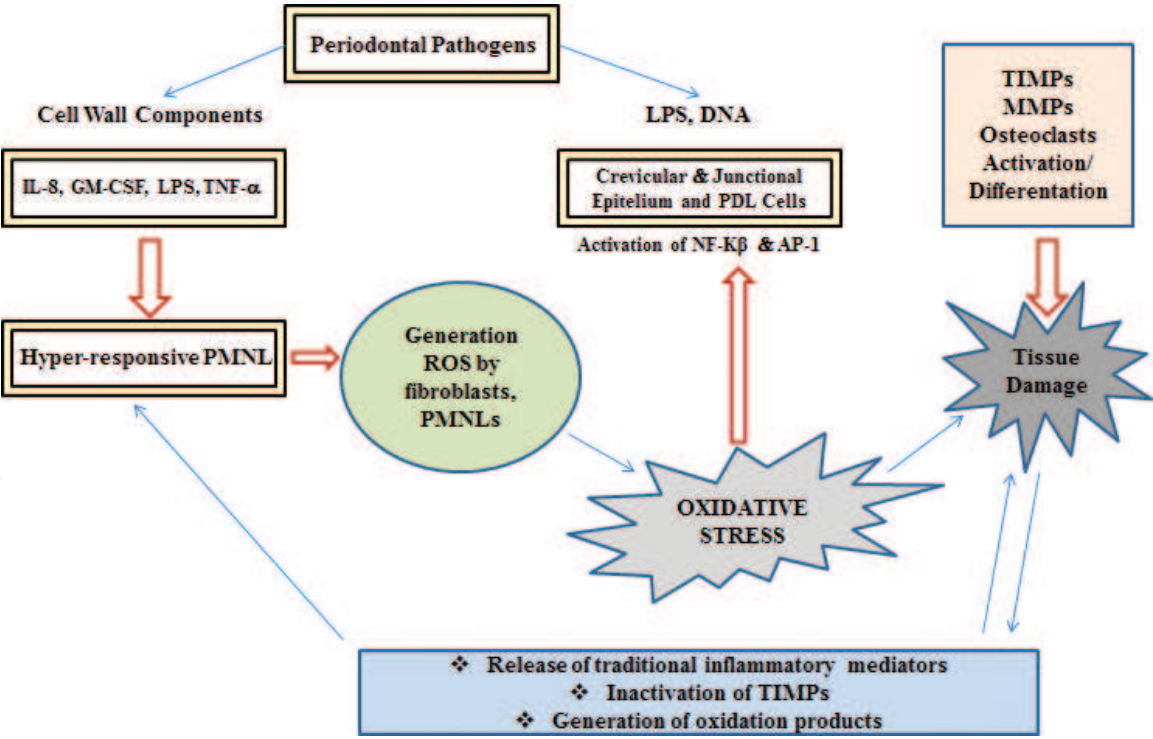 Periodontal Pathogens
Cell Wall Components
LPS, DNA
TIMPs
MMPs
Osteoclasts
Activation/
Differentation
IL-8, GM-CSF, LPS, TNF-α
Crevicular & Junctional
Epitelium and PDL Cells
Activation of NF-Kβ & AP-1
Hyper-responsive PMNL
Generation
ROS by
fibroblasts,
PMNLs
Tissue
Damage
OXIDATIVE
STRESS
❖ Release of traditional inflammatory mediators
❖ Inactivation of TIMPs
❖ Generation of oxidation products